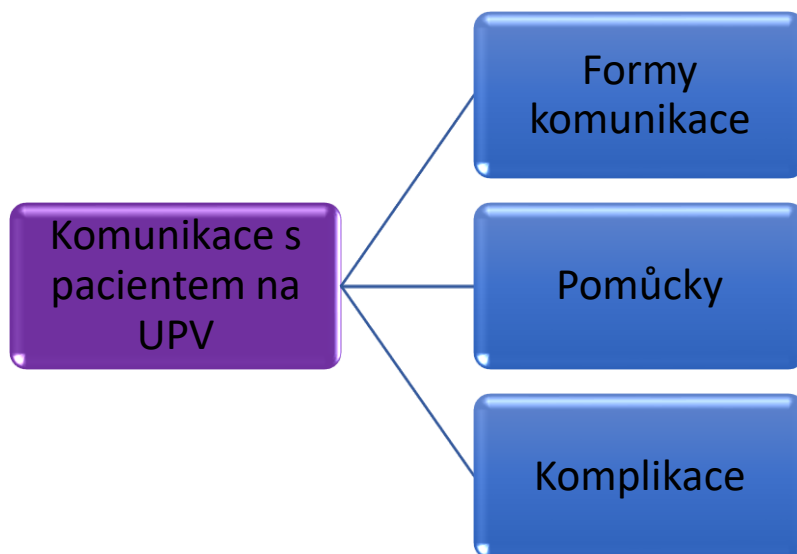 Komunikace s
pacientem na
UPV
Formy
komunikace
Pomůcky
Komplikace